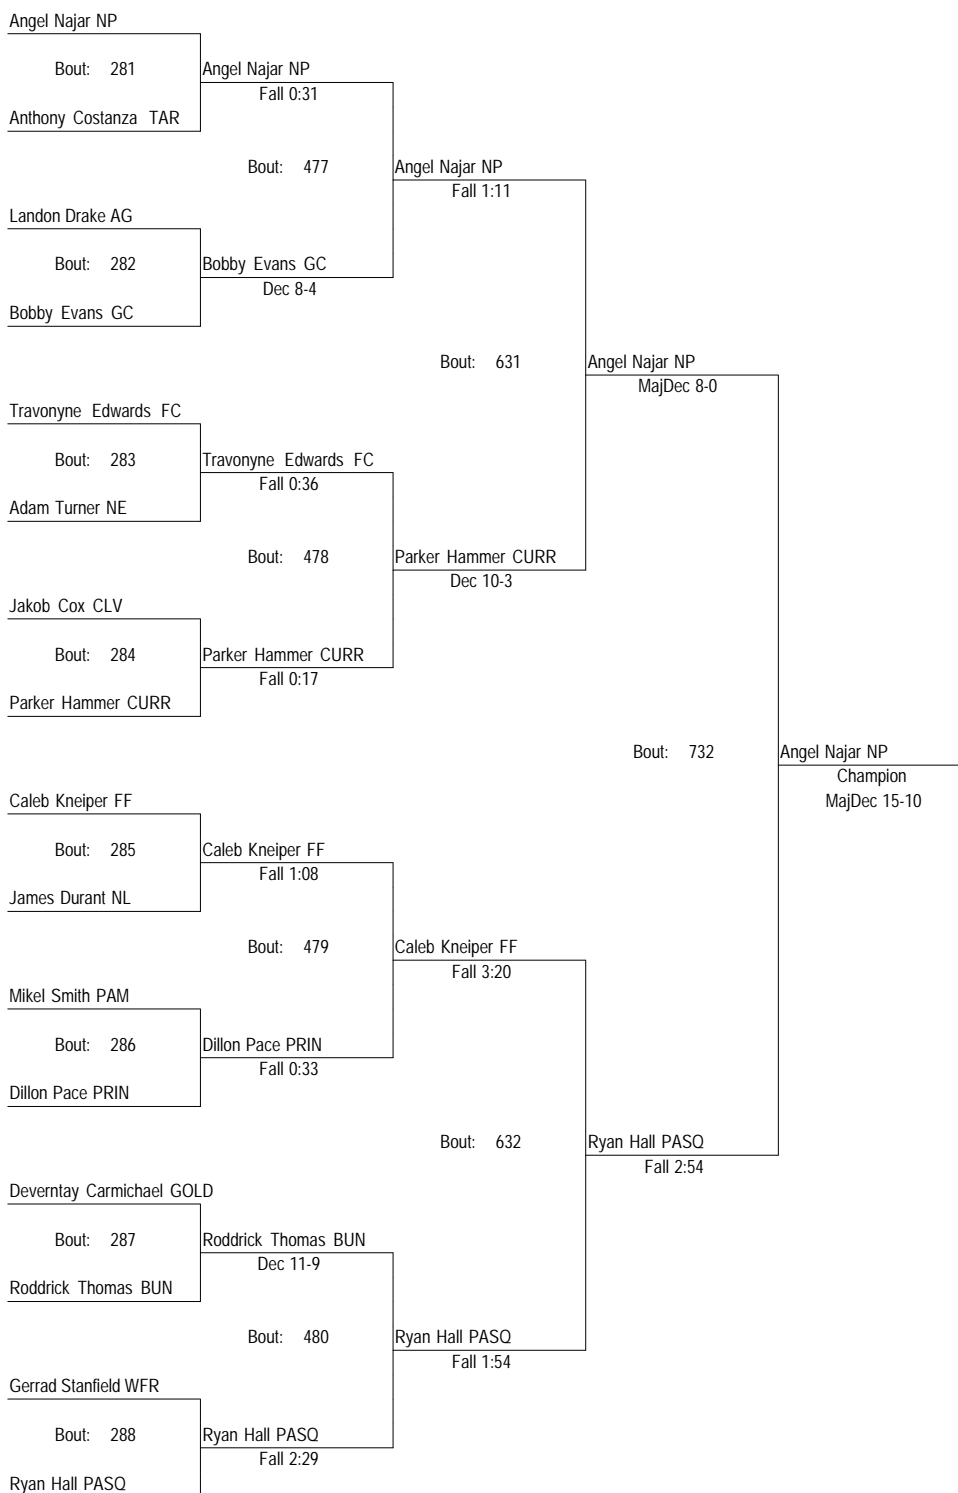 Angel Najar NP
Bout: 281
Angel Najar NP
Fall 0:31
Anthony Costanza TAR
Bout: 477
Angel Najar NP
Fall 1:11
Landon Drake AG
Bout: 282
Bobby Evans GC
Dec 8-4
Bobby Evans GC
Bout: 631
Angel Najar NP
MajDec 8-0
Travonyne Edwards FC
Bout: 283
Travonyne Edwards FC
Fall 0:36
Adam Turner NE
Bout: 478
Parker Hammer CURR
Dec 10-3
Jakob Cox CLV
Bout: 284
Parker Hammer CURR
Fall 0:17
Parker Hammer CURR
Bout: 732
Angel Najar NP
Champion
MajDec 15-10
Caleb Kneiper FF
Bout: 285
Caleb Kneiper FF
Fall 1:08
James Durant NL
Bout: 479
Caleb Kneiper FF
Fall 3:20
Mikel Smith PAM
Bout: 286
Dillon Pace PRIN
Fall 0:33
Dillon Pace PRIN
Bout: 632
Ryan Hall PASQ
Fall 2:54
Deverntay Carmichael GOLD
Bout: 287
Roddrick Thomas BUN
Dec 11-9
Roddrick Thomas BUN
Bout: 480
Ryan Hall PASQ
Fall 1:54
Gerrad Stanfield WFR
Bout: 288
Ryan Hall PASQ
Fall 2:29
Ryan Hall PASQ